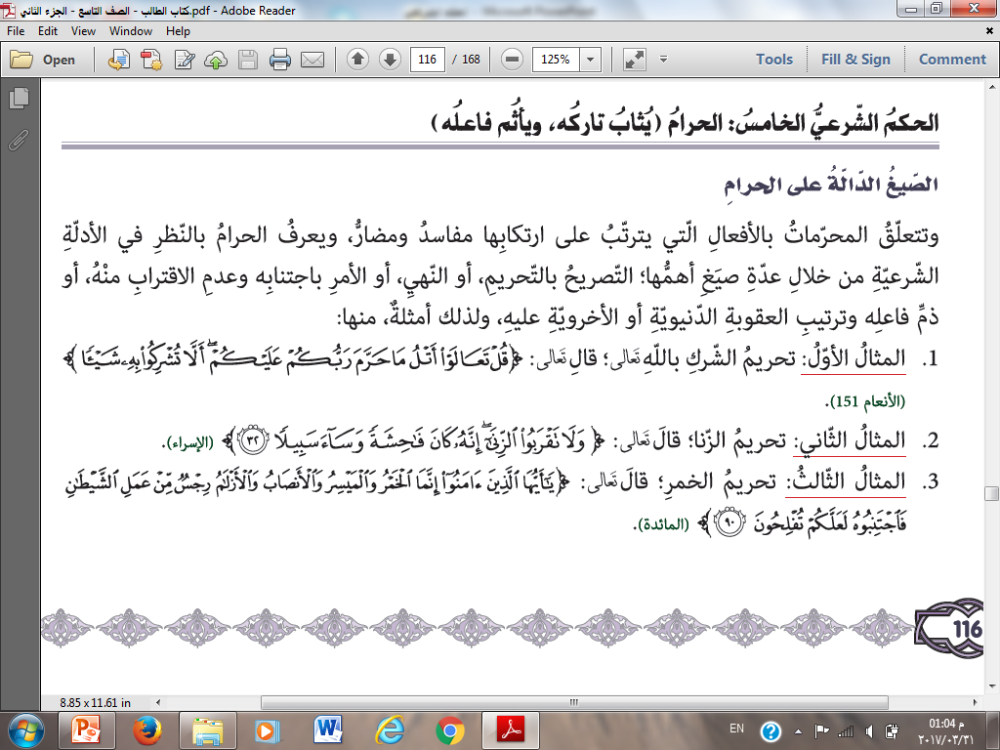 كتاب الطالب - الصف التاسع - الجزء الثاني.pdf - Adobe Reader
File Edit View Window Help
Open 116 / 168 125% Tools Fill & Sign Comment
الحكمُ الشّرعيُّ الخامسُ: الحرامُ (يُثابُ تاركُه، ويأثُم فاعلُه)
الصّيغُ الدّالّةُ على الحرامِ
وتتعلّقُ المحرّماتُ بالأفعالِ الّتي يترتّبُ على ارتكابِها مفاسدُ ومضارُّ، ويعرفُ الحرامُ بالنّظرِ في الأدلّةِ
الشّرعيّةِ من خلالِ عدّةِ صيَغٍ أهمُّها؛ التّصريحُ بالتّحريمِ، أو النّهيِ، أو الأمرِ باجتنابِه وعدمِ الاقترابِ منْهُ، أو
ذمِّ فاعلِه وترتيبِ العقوبةِ الدّنيويّةِ أو الأخرويّةِ عليهِ، ولذلك أمثلةٌ، منها:
1. المثالُ الأوّلُ: تحريمُ الشّركِ باللّهِ تعالى؛ قالِ تعالى: ﴿قُلْ تَعَالَوْا۟ أَتْلُ مَا حَرَّمَ رَبُّكُمْ عَلَيْكُمْ ۖ أَلَّا تُشْرِكُوا۟ بِهِۦ شَيْـًٔا﴾
(الأنعام 151).
2. المثالُ الثّاني: تحريمُ الزّنا؛ قالَ تعالى: ﴿وَلَا تَقْرَبُوا۟ ٱلزِّنَىٰٓ ۖ إِنَّهُۥ كَانَ فَـٰحِشَةً وَسَآءَ سَبِيلًا ٣٢﴾ (الإسراء).
3. المثالُ الثّالثُ: تحريمُ الخمرِ؛ قالَ تعالى: ﴿يَـٰٓأَيُّهَا ٱلَّذِينَ ءَامَنُوٓا۟ إِنَّمَا ٱلْخَمْرُ وَٱلْمَيْسِرُ وَٱلْأَنصَابُ وَٱلْأَزْلَـٰمُ رِجْسٌ مِّنْ عَمَلِ ٱلشَّيْطَـٰنِ
فَٱجْتَنِبُوهُ لَعَلَّكُمْ تُفْلِحُونَ ٩٠﴾ (المائدة).
116
8.85 x 11.61 in
EN م 01:04
٢٠١٧/٠٣/٣١